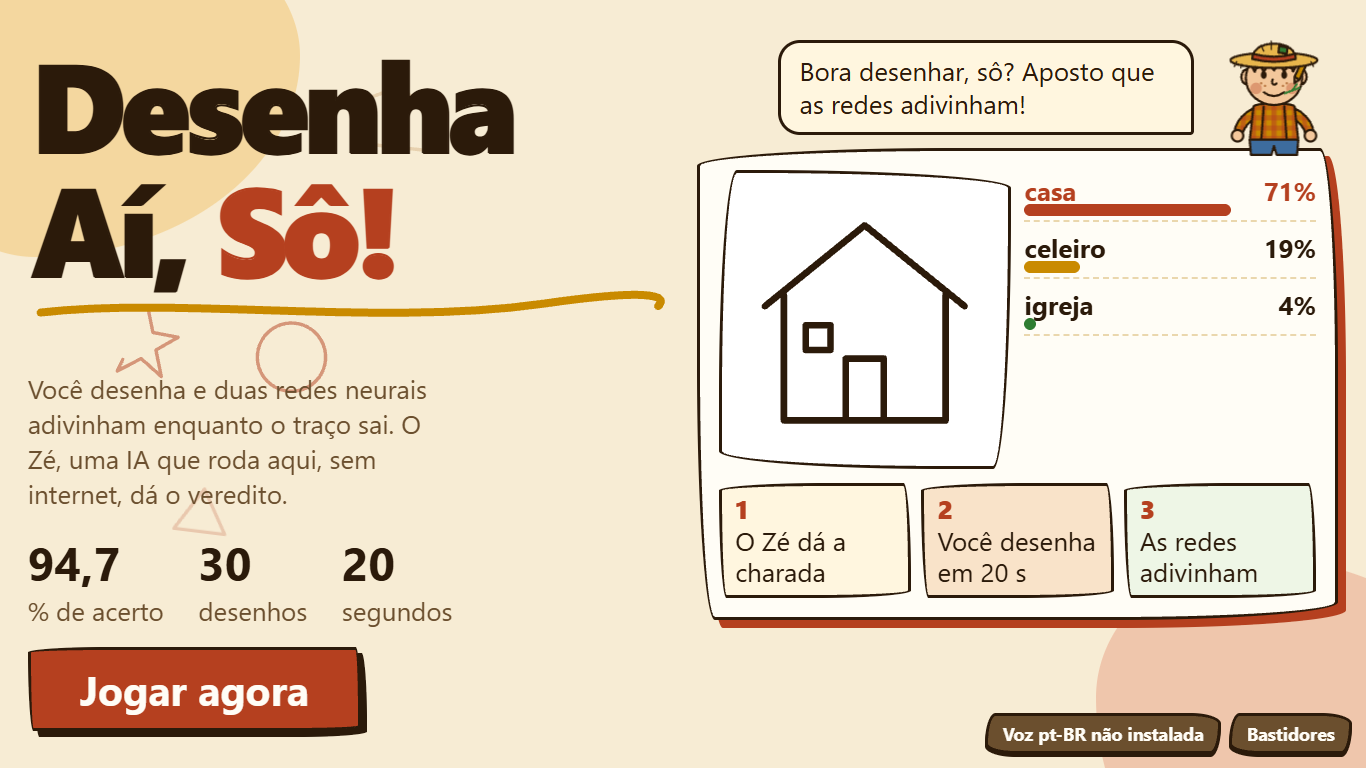 Desenha
Aí, Sô!
Você desenha e duas redes neurais
adivinham enquanto o traço sai. O
Zé, uma IA que roda aqui, sem
internet, dá o veredito.
94,7
% de acerto
30
desenhos
20
segundos
Jogar agora
Bora desenhar, sô? Aposto que
as redes adivinham!
casa 71%
celeiro 19%
igreja 4%
1
O Zé dá a
charada
2
Você desenha
em 20 s
3
As redes
adivinham
Voz pt-BR não instalada
Bastidores